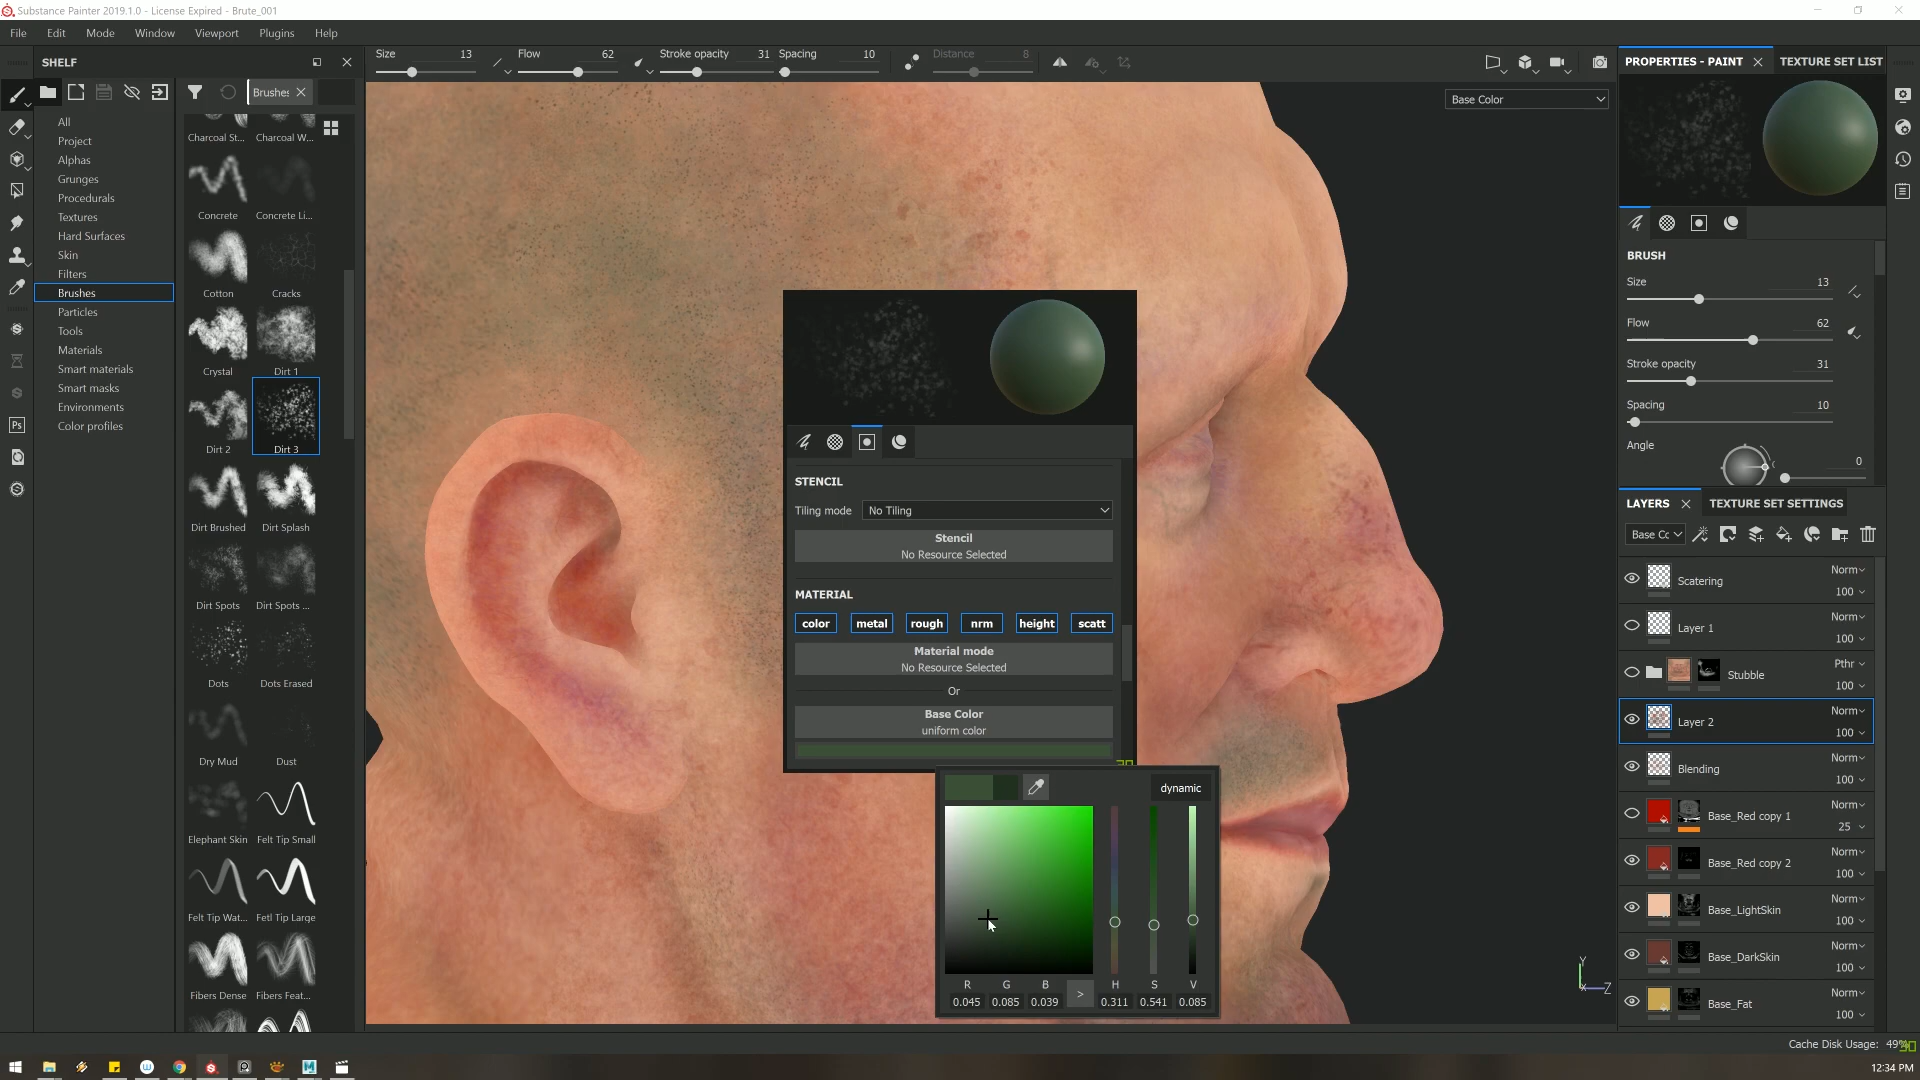 Substance Painter 2019.1.0 - License Expired - Brute_001
File Edit Mode Window Viewport Plugins Help
SHELF
Size 13 Flow 62 Stroke opacity 31 Spacing 10 Distance 8
Brushes
All
Project
Alphas
Grunges
Procedurals
Textures
Hard Surfaces
Skin
Filters
Brushes
Particles
Tools
Materials
Smart materials
Smart masks
Environments
Color profiles
Charcoal St... Charcoal W...
Concrete Concrete Li...
Cotton Cracks
Crystal Dirt 1
Dirt 2 Dirt 3
Dirt Brushed Dirt Splash
Dirt Spots Dirt Spots ...
Dots Dots Erased
Dry Mud Dust
Elephant Skin Felt Tip Small
Felt Tip Wat... Fetl Tip Large
Fibers Dense Fibers Feat...
Base Color
STENCIL
Tiling mode No Tiling
Stencil
No Resource Selected
MATERIAL
color metal rough nrm height scatt
Material mode
No Resource Selected
Or
Base Color
uniform color
dynamic
R G B > H S V
0.045 0.085 0.039 0.311 0.541 0.085
Y
X Z
PROPERTIES - PAINT TEXTURE SET LIST
BRUSH
Size 13
Flow 62
Stroke opacity 31
Spacing 10
Angle
0
LAYERS TEXTURE SET SETTINGS
Base Cc
Scatering Norm 100
Layer 1 Norm 100
Stubble Pthr 100
Layer 2 Norm 100
Blending Norm 100
Base_Red copy 1 Norm 25
Base_Red copy 2 Norm 100
Base_LightSkin Norm 100
Base_DarkSkin Norm 100
Base_Fat Norm 100
Cache Disk Usage: 49%
Ps
12:34 PM